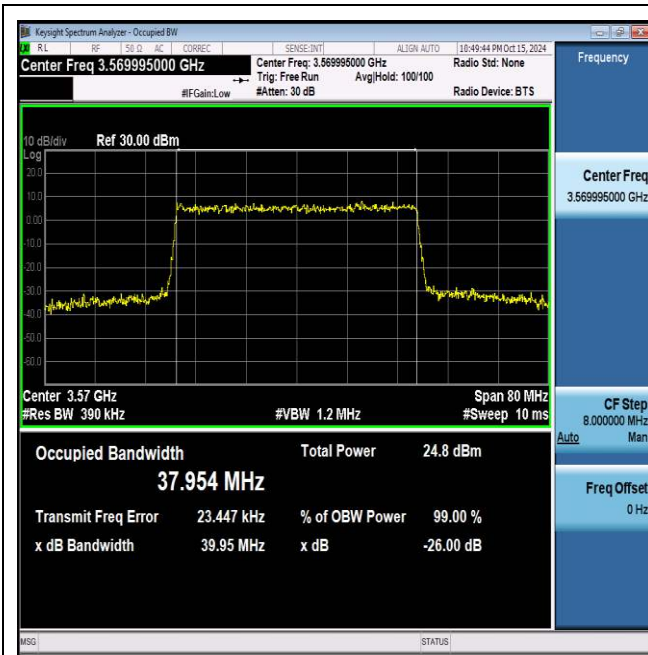 Keysight Spectrum Analyzer - Occupied BW
LXI RL RF 50 Ω AC CORREC SENSE:INT ALIGN AUTO 10:49:44 PM Oct 15, 2024
Center Freq 3.569995000 GHz
Center Freq: 3.569995000 GHz
Radio Std: None
Trig: Free Run Avg|Hold: 100/100
#IFGain:Low
#Atten: 30 dB
Radio Device: BTS
10 dB/div Ref 30.00 dBm
Log
20.0
10.0
0.00
-10.0
-20.0
-30.0
-40.0
-50.0
-60.0
Center 3.57 GHz
Span 80 MHz
#Res BW 390 kHz
#VBW 1.2 MHz
#Sweep 10 ms
Occupied Bandwidth
37.954 MHz
Total Power 24.8 dBm
Transmit Freq Error 23.447 kHz
% of OBW Power 99.00 %
x dB Bandwidth 39.95 MHz
x dB -26.00 dB
MSG
STATUS
Frequency
Center Freq
3.569995000 GHz
CF Step
8.000000 MHz
Auto Man
Freq Offset
0 Hz